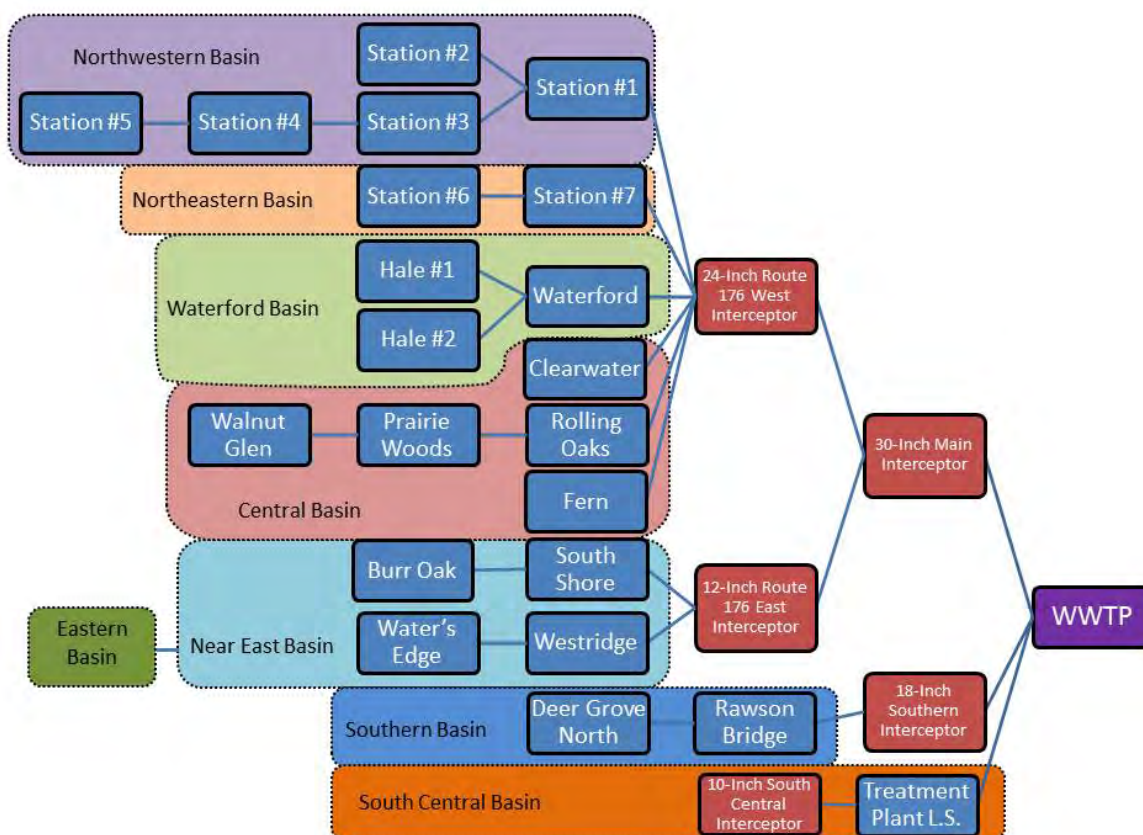 Northwestern Basin
Station #2
Station #1
Station #5
Station #4
Station #3
Northeastern Basin
Station #6
Station #7
Waterford Basin
Hale #1
Hale #2
Waterford
24-Inch Route
176 West
Interceptor
Clearwater
Walnut
Glen
Prairie
Woods
Rolling
Oaks
Central Basin
Fern
30-Inch Main
Interceptor
Burr Oak
South
Shore
12-Inch Route
176 East
Interceptor
WWTP
Eastern
Basin
Near East Basin
Water's
Edge
Westridge
Southern Basin
Deer Grove
North
Rawson
Bridge
18-Inch
Southern
Interceptor
South Central Basin
10-Inch South
Central
Interceptor
Treatment
Plant L.S.